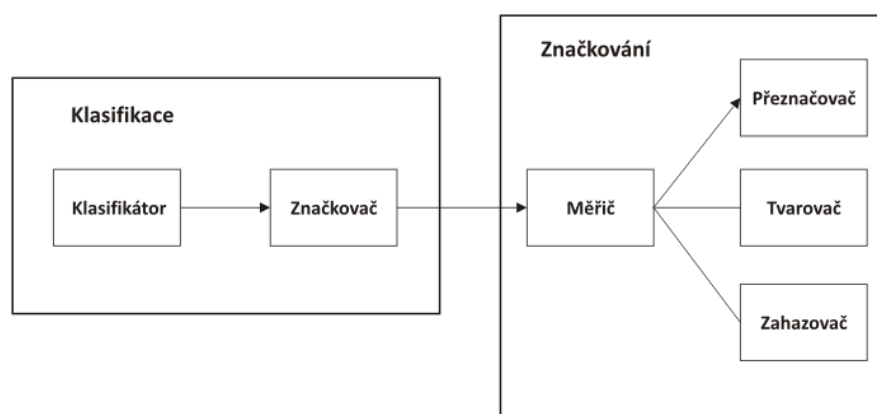 Klasifikace
Klasifikátor
Značkovač
Značkování
Měřič
Přeznačovač
Tvarovač
Zahazovač